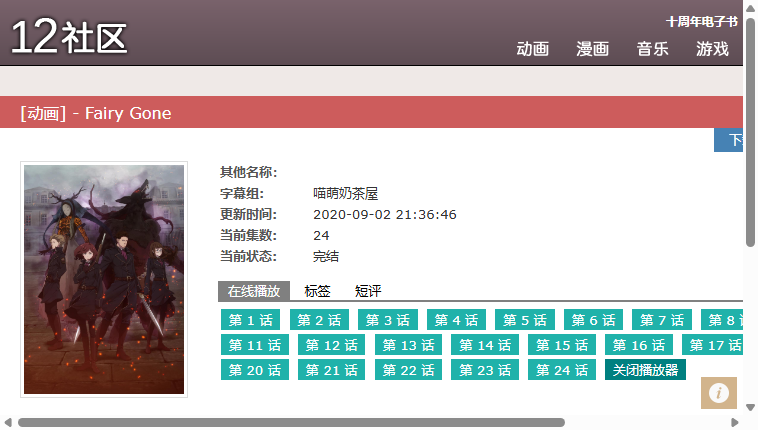 十周年电子书
12社区
动画 漫画 音乐 游戏
[动画] - Fairy Gone
其他名称:
字幕组: 喵萌奶茶屋
更新时间: 2020-09-02 21:36:46
当前集数: 24
当前状态: 完结
在线播放 标签 短评
第 1 话 第 2 话 第 3 话 第 4 话 第 5 话 第 6 话 第 7 话 第 8
第 11 话 第 12 话 第 13 话 第 14 话 第 15 话 第 16 话 第 17 话
第 20 话 第 21 话 第 22 话 第 23 话 第 24 话 关闭播放器